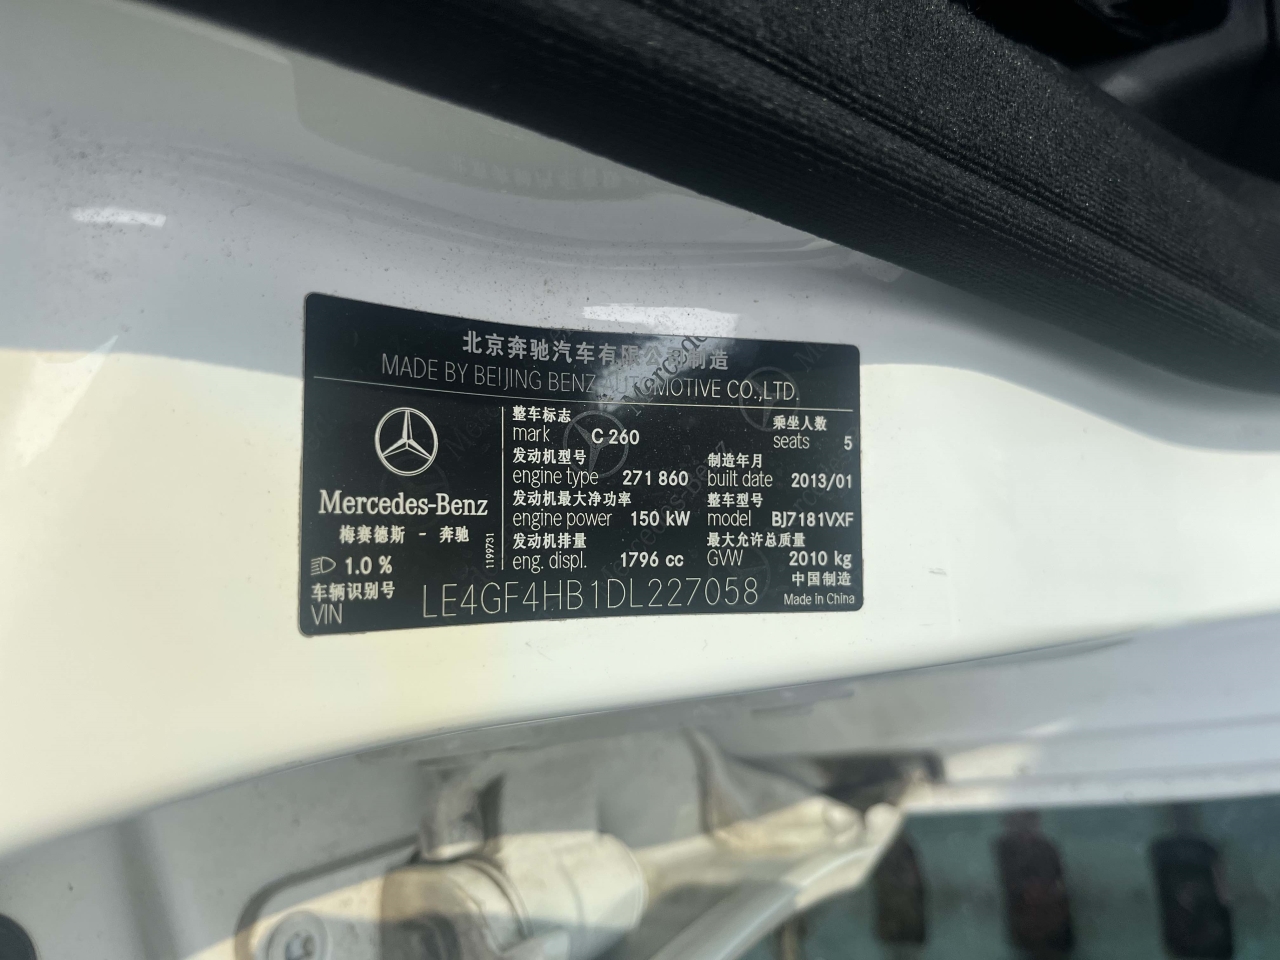 北京奔驰汽车有限公司制造
MADE BY BEIJING BENZ AUTOMOTIVE CO.,LTD.
Mercedes-Benz
梅赛德斯 - 奔驰
1.0 %
1199731
整车标志
mark C 260
乘坐人数
seats 5
发动机型号
engine type 271 860
制造年月
built date 2013/01
发动机最大净功率
engine power 150 kW
整车型号
model BJ7181VXF
发动机排量
eng. displ. 1796 cc
最大允许总质量
GVW 2010 kg
车辆识别号
VIN LE4GF4HB1DL227058
中国制造
Made in China